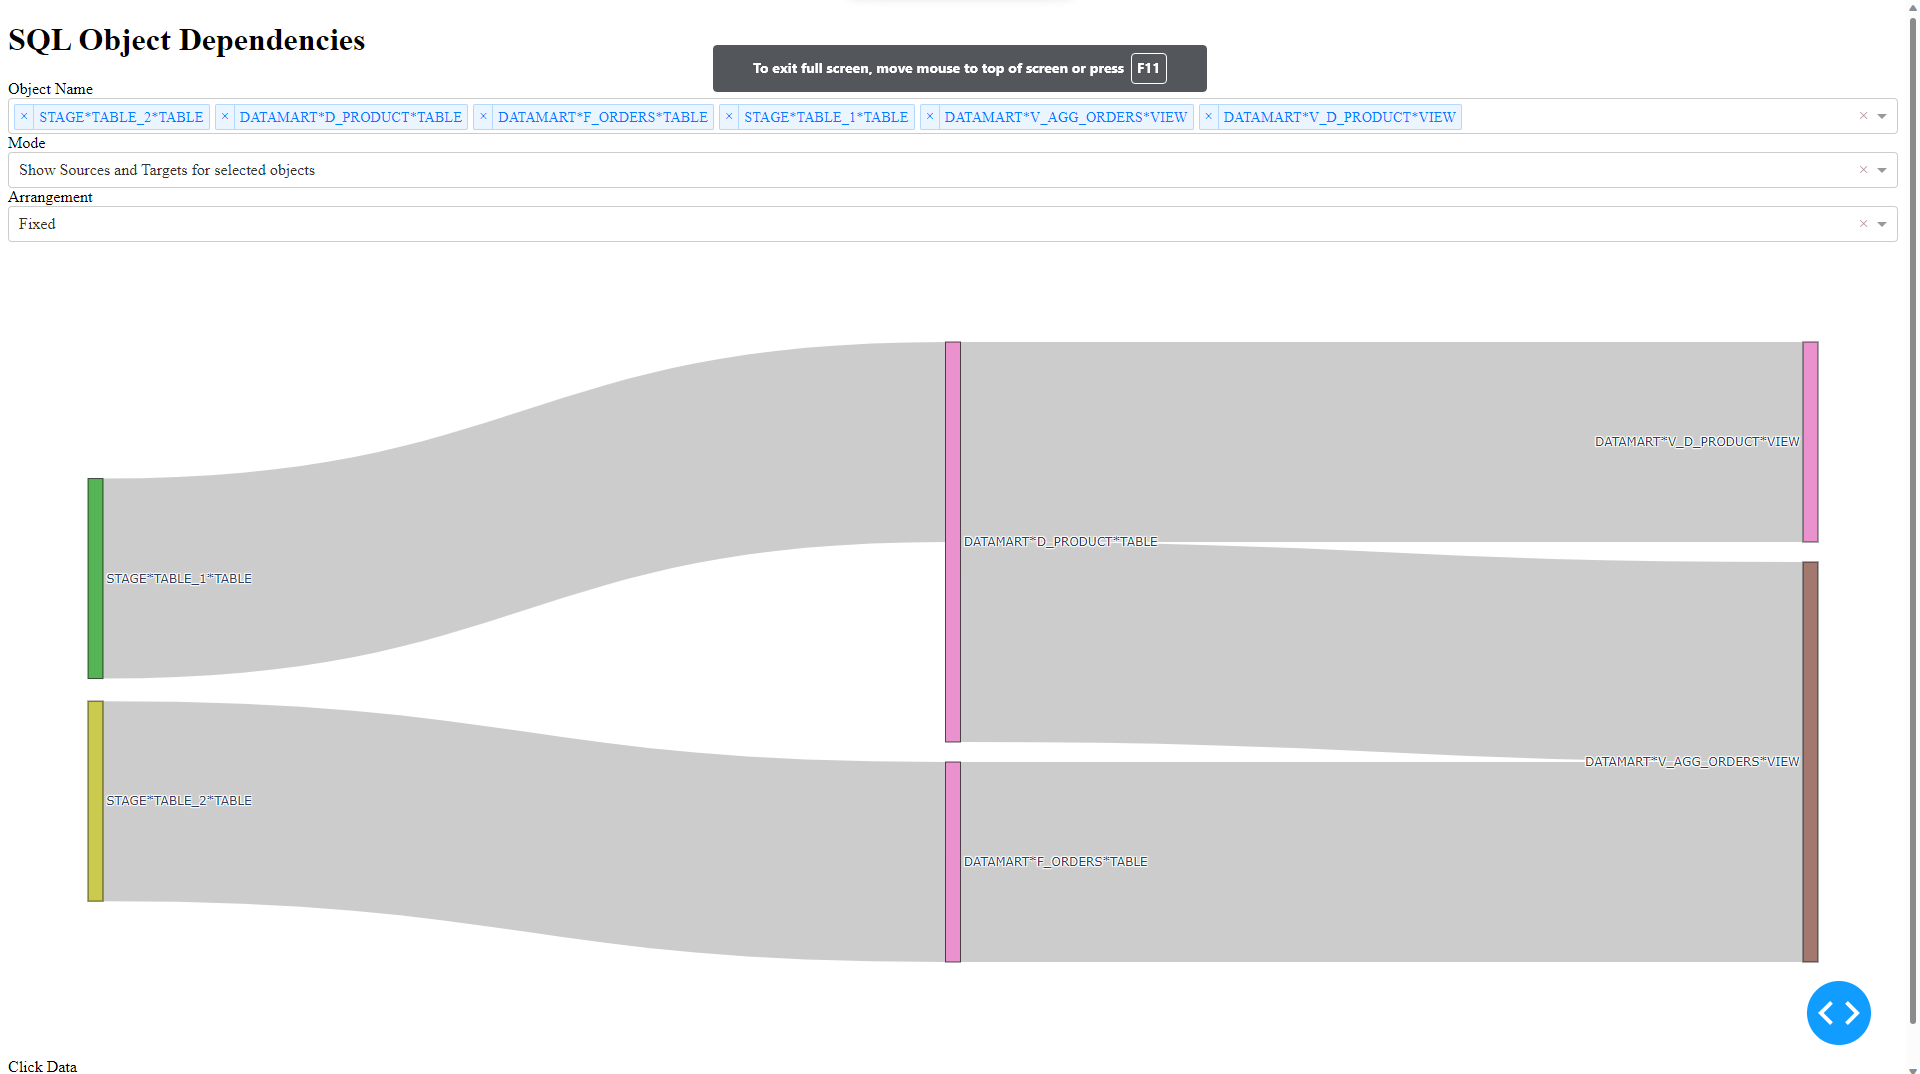 SQL Object Dependencies
To exit full screen, move mouse to top of screen or press F11
Object Name
× STAGE*TABLE_2*TABLE × DATAMART*D_PRODUCT*TABLE × DATAMART*F_ORDERS*TABLE × STAGE*TABLE_1*TABLE × DATAMART*V_AGG_ORDERS*VIEW × DATAMART*V_D_PRODUCT*VIEW ×
Mode
Show Sources and Targets for selected objects ×
Arrangement
Fixed ×
DATAMART*V_D_PRODUCT*VIEW
DATAMART*D_PRODUCT*TABLE
STAGE*TABLE_1*TABLE
DATAMART*V_AGG_ORDERS*VIEW
STAGE*TABLE_2*TABLE
DATAMART*F_ORDERS*TABLE
Click Data